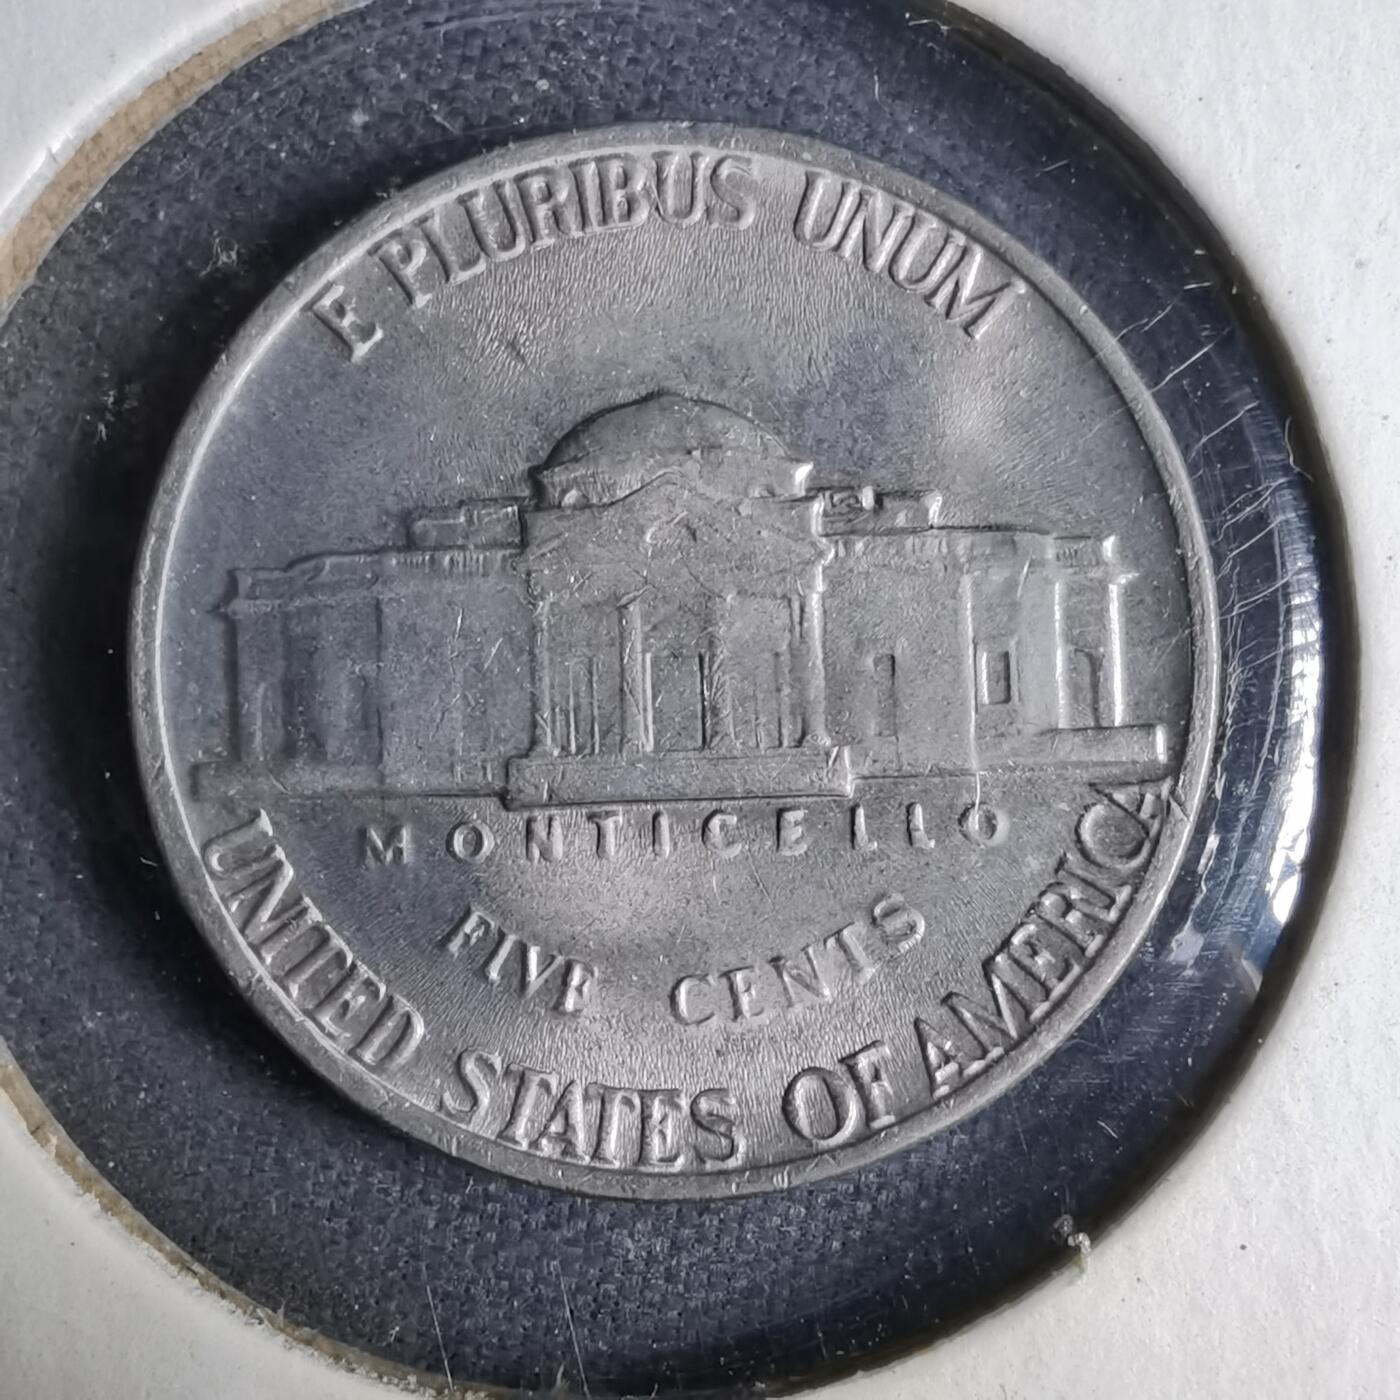 E PLURIBUS UNUM
MONTICELLO
FIVE CENTS
UNITED STATES OF AMERICA